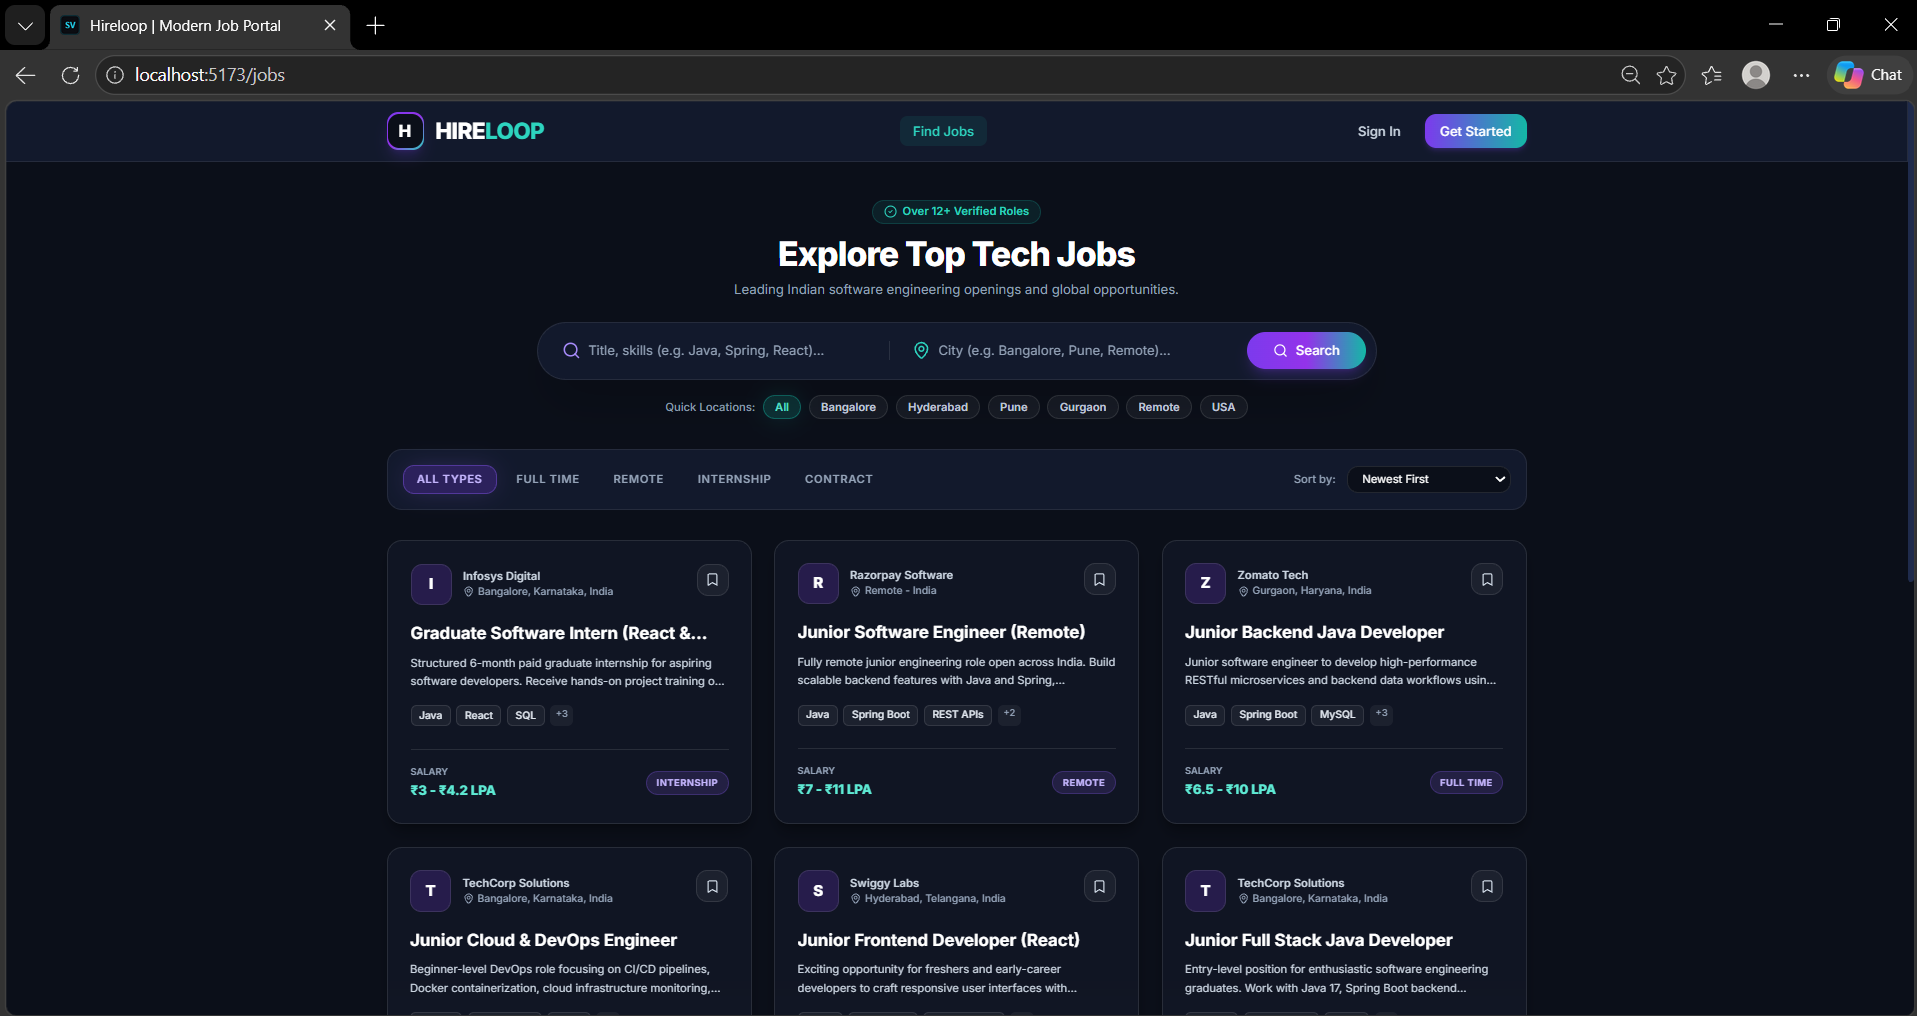 SV Hireloop | Modern Job Portal
localhost:5173/jobs
Chat
H HIRELOOP
Find Jobs
Sign In
Get Started
Over 12+ Verified Roles
Explore Top Tech Jobs
Leading Indian software engineering openings and global opportunities.
Title, skills (e.g. Java, Spring, React)...
City (e.g. Bangalore, Pune, Remote)...
Search
Quick Locations: All Bangalore Hyderabad Pune Gurgaon Remote USA
ALL TYPES FULL TIME REMOTE INTERNSHIP CONTRACT
Sort by: Newest First
I
Infosys Digital
Bangalore, Karnataka, India
Graduate Software Intern (React &...
Structured 6-month paid graduate internship for aspiring
software developers. Receive hands-on project training o...
Java React SQL +3
SALARY
₹3 - ₹4.2 LPA
INTERNSHIP
R
Razorpay Software
Remote - India
Junior Software Engineer (Remote)
Fully remote junior engineering role open across India. Build
scalable backend features with Java and Spring,...
Java Spring Boot REST APIs +2
SALARY
₹7 - ₹11 LPA
REMOTE
Z
Zomato Tech
Gurgaon, Haryana, India
Junior Backend Java Developer
Junior software engineer to develop high-performance
RESTful microservices and backend data workflows usin...
Java Spring Boot MySQL +3
SALARY
₹6.5 - ₹10 LPA
FULL TIME
T
TechCorp Solutions
Bangalore, Karnataka, India
Junior Cloud & DevOps Engineer
Beginner-level DevOps role focusing on CI/CD pipelines,
Docker containerization, cloud infrastructure monitoring,...
S
Swiggy Labs
Hyderabad, Telangana, India
Junior Frontend Developer (React)
Exciting opportunity for freshers and early-career
developers to craft responsive user interfaces with...
T
TechCorp Solutions
Bangalore, Karnataka, India
Junior Full Stack Java Developer
Entry-level position for enthusiastic software engineering
graduates. Work with Java 17, Spring Boot backend...